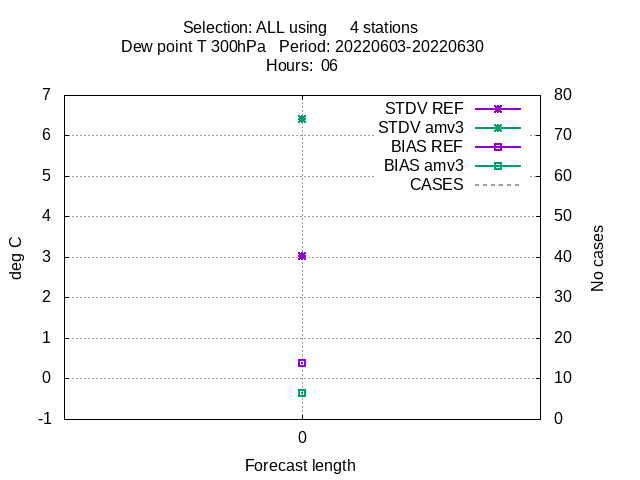 Selection: ALL using     4 stations
Dew point T 300hPa   Period: 20220603-20220630
Hours:  06
STDV REF
STDV amv3
BIAS REF
BIAS amv3
CASES
7
6
5
4
3
2
1
0
-1
80
70
60
50
40
30
20
10
0
deg C
No cases
0
Forecast length